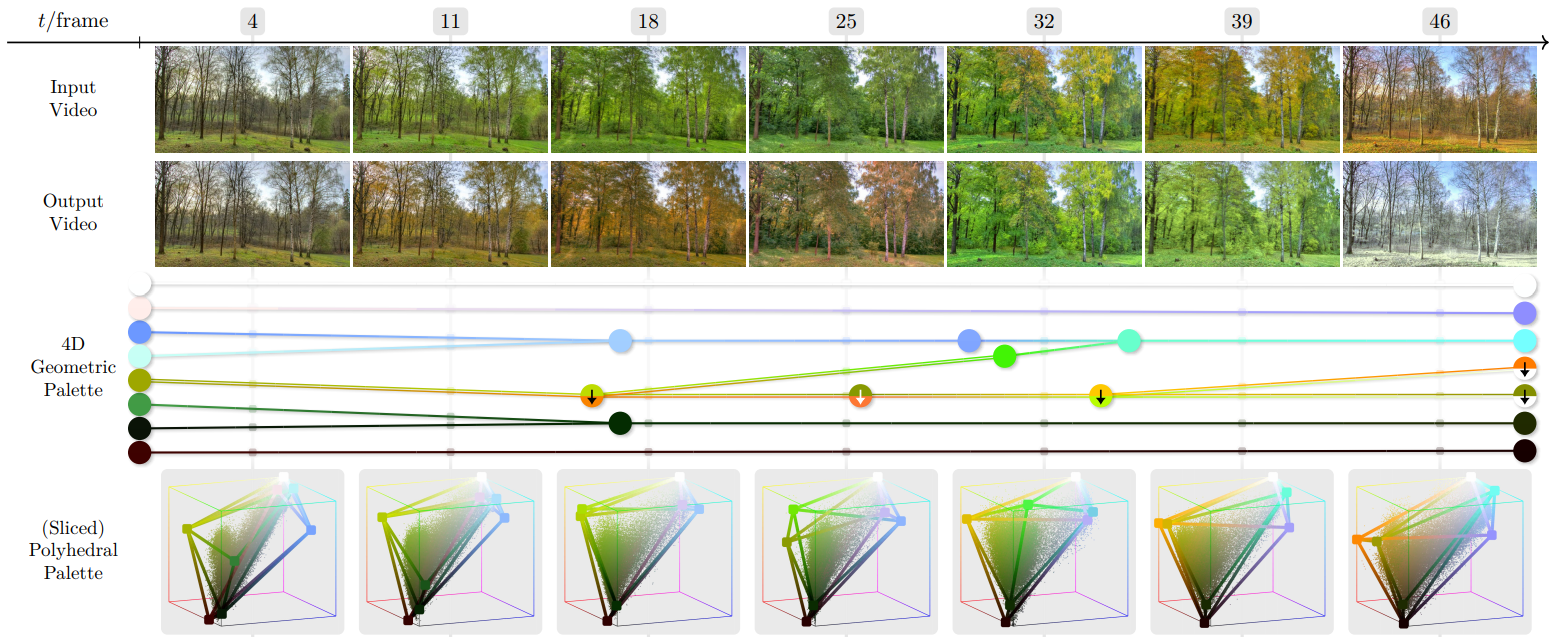 t/frame 4 11 18 25 32 39 46
Input
Video
Output
Video
4D
Geometric
Palette
(Sliced)
Polyhedral
Palette